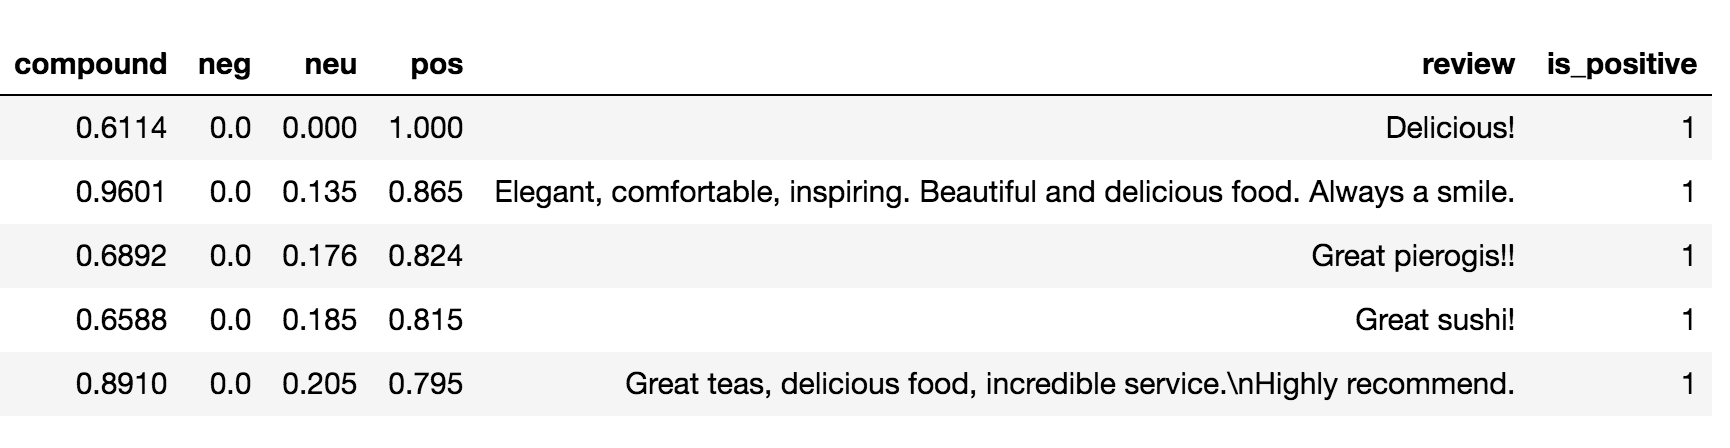 compound neg neu pos review is_positive
0.6114 0.0 0.000 1.000 Delicious! 1
0.9601 0.0 0.135 0.865 Elegant, comfortable, inspiring. Beautiful and delicious food. Always a smile. 1
0.6892 0.0 0.176 0.824 Great pierogis!! 1
0.6588 0.0 0.185 0.815 Great sushi! 1
0.8910 0.0 0.205 0.795 Great teas, delicious food, incredible service.\nHighly recommend. 1